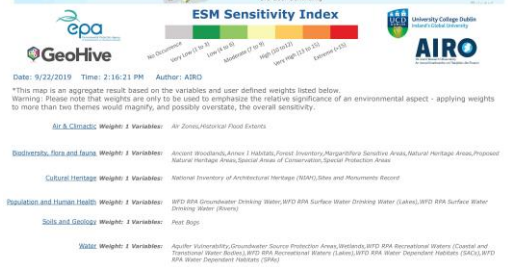 epa
ESM Sensitivity Index
UCD
DUBLIN
University College Dublin
Ireland's Global University
GeoHive
No Occurrence
Very Low (1 to 3)
Low (4 to 6)
Moderate (7 to 9)
High (10 to 12)
Very High (13 to 15)
Extreme (>15)
AIRO
Date: 9/22/2019 Time: 2:16:21 PM Author: AIRO
*This map is an aggregate result based on the variables and user defined weights listed below.
Warning: Please note that weights are only to be used to emphasize the relative significance of an environmental aspect - applying weights
to more than two themes would magnify, and possibly overstate, the overall sensitivity.
Air & Climactic Weight: 1 Variables: Air Zones,Historical Flood Extents
Biodiversity, flora and fauna Weight: 1 Variables: Ancient Woodlands,Annex I Habitats,Forest Inventory,Margartifera Sensitive Areas,Natural Heritage Areas,Proposed
Natural Heritage Areas,Special Areas of Conservation,Special Protection Areas
Cultural Heritage Weight: 1 Variables: National Inventory of Architectural Heritage (NIAH),Sites and Monuments Record
Population and Human Health Weight: 1 Variables: WFD RPA Groundwater Drinking Water,WFD RPA Surface Water Drinking Water (Lakes),WFD RPA Surface Water
Drinking Water (Rivers)
Soils and Geology Weight: 1 Variables: Peat Bogs
Water Weight: 1 Variables: Aquifer Vulnerability,Groundwater Source Protection Areas,Wetlands,WFD RPA Recreational Waters (Coastal and
Transitional Water Bodies),WFD RPA Recreational Waters (Lakes),WFD RPA Water Dependant Habitats (SACs),WFD
RPA Water Dependant Habitats (SPAs)